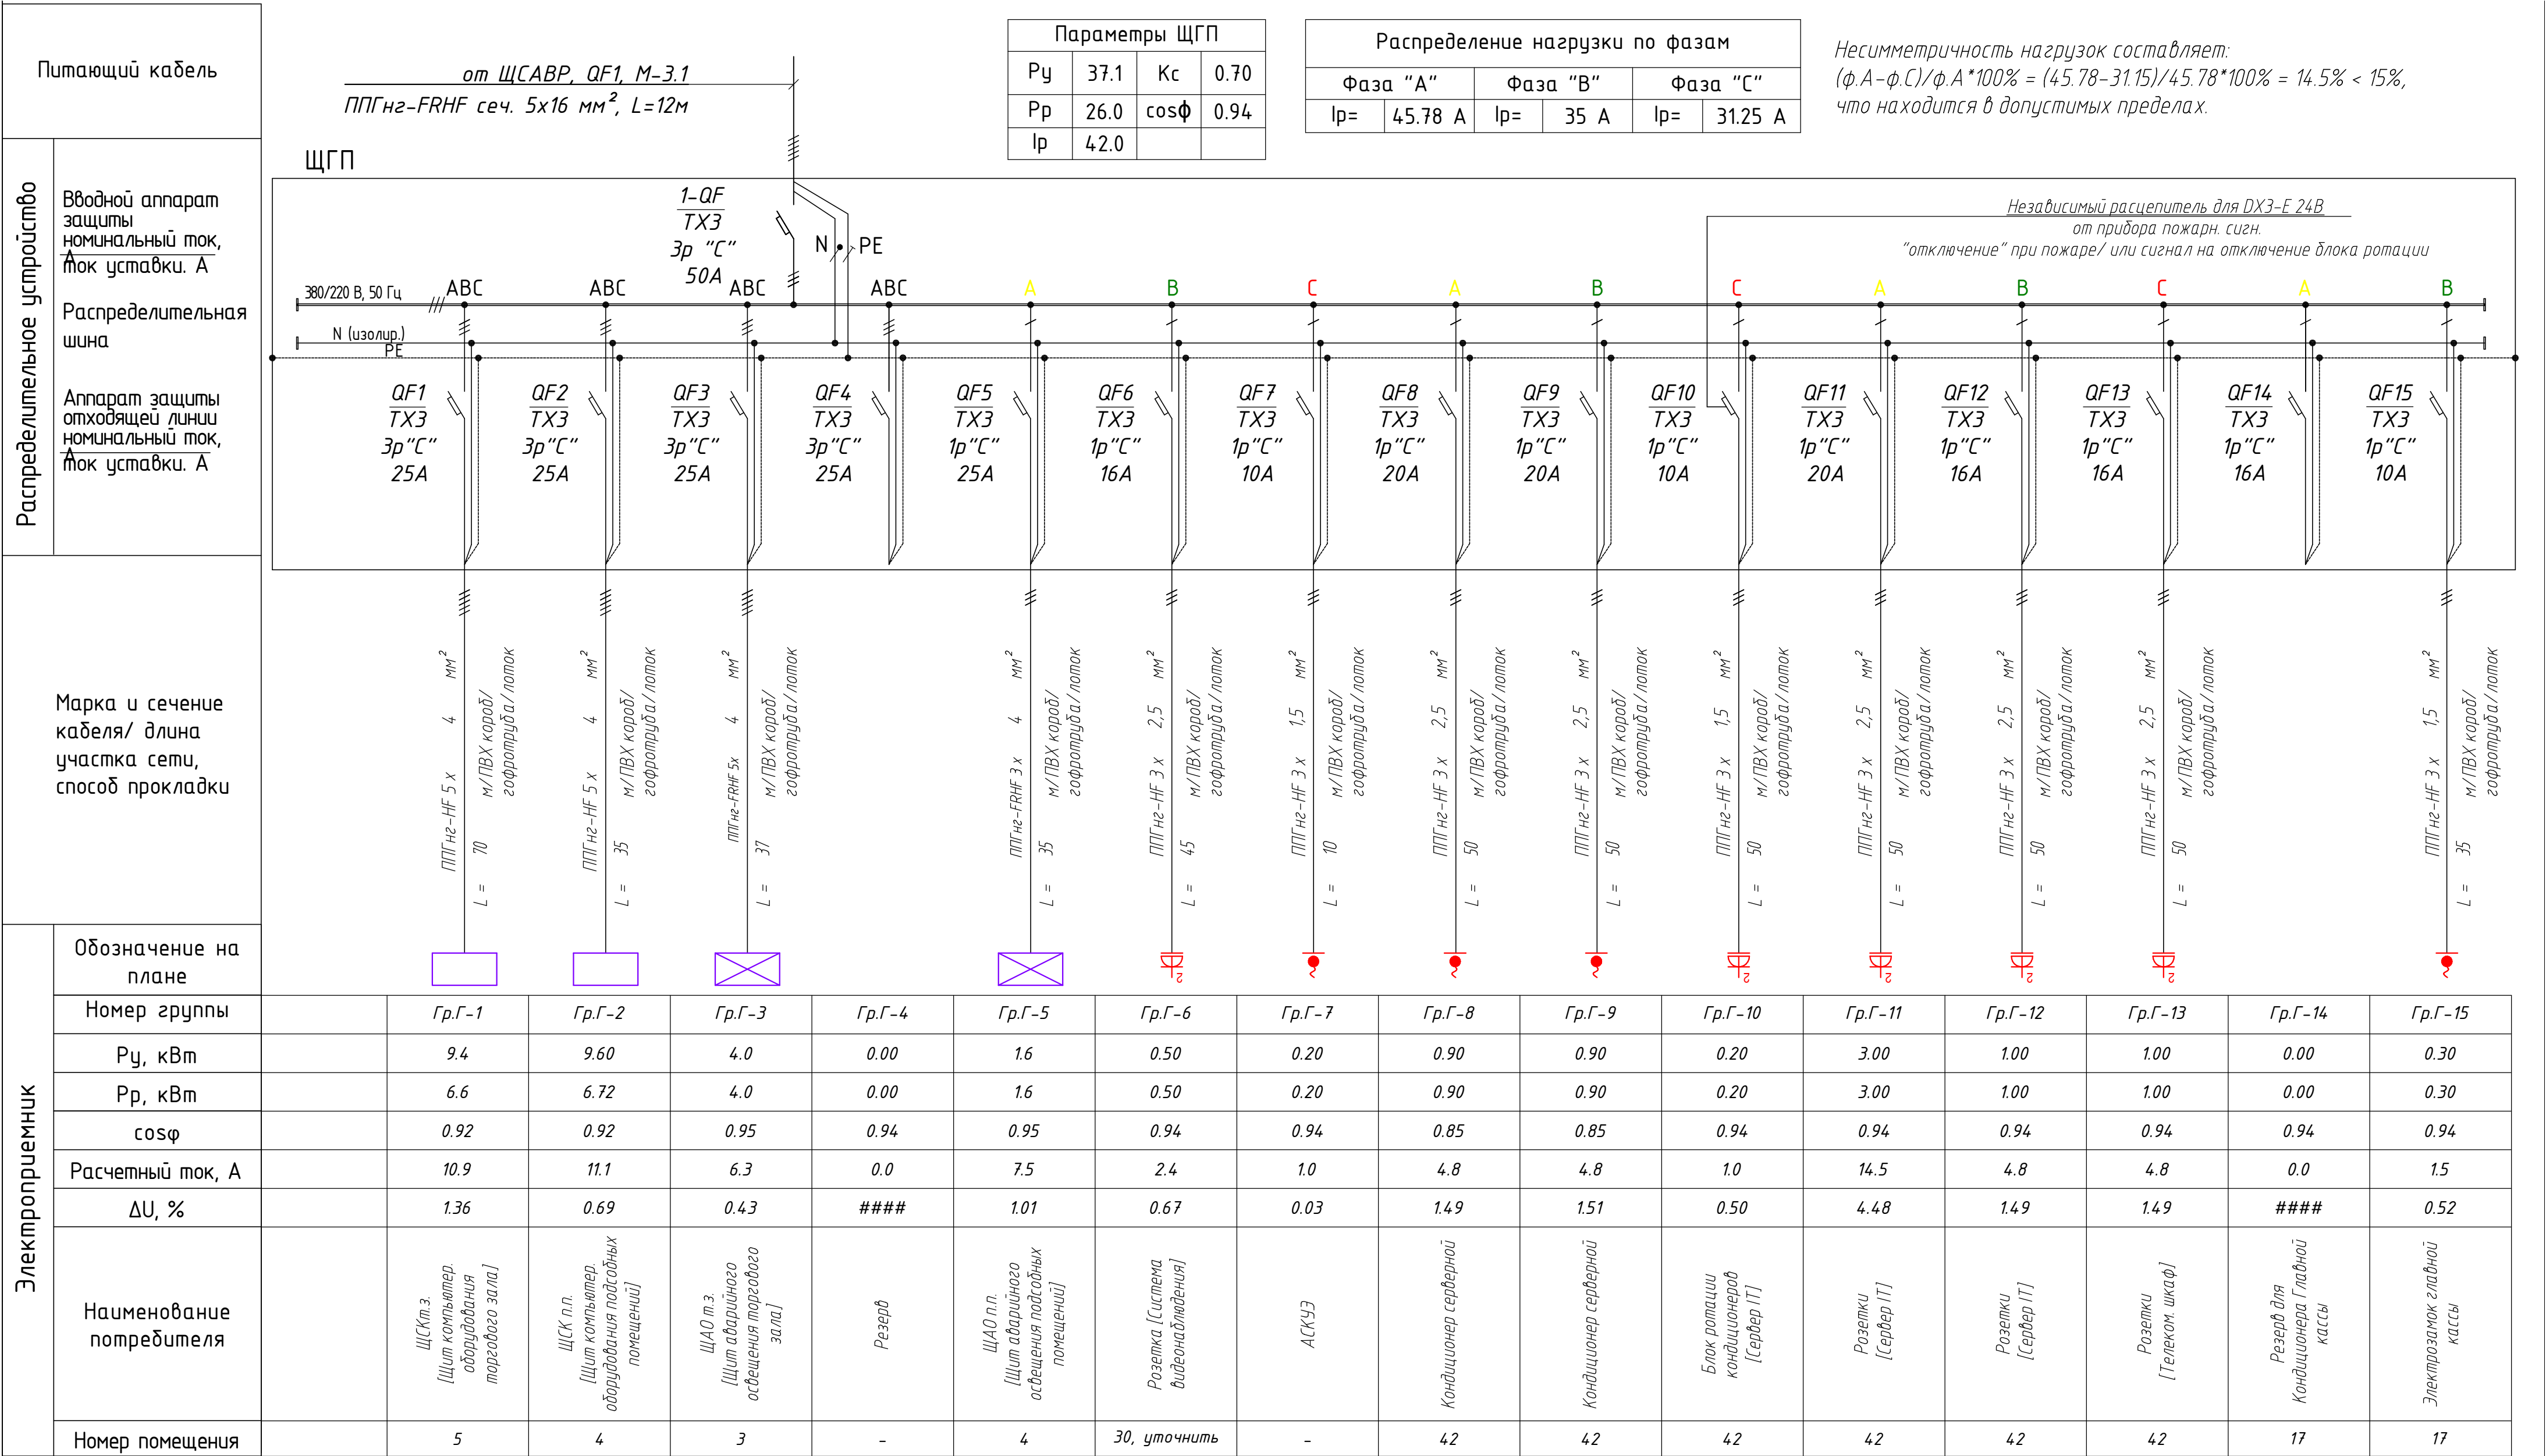 Питающий кабель
от ЩСАВР, QF1, М-3.1
ППГнг-FRHF сеч. 5х16 мм², L=12м
Параметры ЩГП
Ру 37.1 Кс 0.70
Рр 26.0 cosϕ 0.94
Iр 42.0
Распределение нагрузки по фазам
Фаза "А" Фаза "В" Фаза "С"
Iр= 45.78 А Iр= 35 А Iр= 31.25 А
Несимметричность нагрузок составляет:
(ф.А-ф.С)/ф.А*100% = (45.78-31.15)/45.78*100% = 14.5% < 15%,
что находится в допустимых пределах.
ЩГП
Распределительное устройство
Вводной аппарат
защиты
номинальный ток,
А
ток уставки. А
Распределительная
шина
Аппарат защиты
отходящей линии
номинальный ток,
А
ток уставки. А
1-QF
TX3
3р "С"
50А
N PE
Независимый расцепитель для DX3-E 24В
от прибора пожарн. сигн.
"отключение" при пожаре/ или сигнал на отключение блока ротации
380/220 В, 50 Гц
ABC ABC ABC ABC A B C A B C A B C A B
N (изолир.)
PE
QF1 QF2 QF3 QF4 QF5 QF6 QF7 QF8 QF9 QF10 QF11 QF12 QF13 QF14 QF15
TX3 TX3 TX3 TX3 TX3 TX3 TX3 TX3 TX3 TX3 TX3 TX3 TX3 TX3 TX3
3р"С" 3р"С" 3р"С" 3р"С" 1р"С" 1р"С" 1р"С" 1р"С" 1р"С" 1р"С" 1р"С" 1р"С" 1р"С" 1р"С" 1р"С"
25А 25А 25А 25А 25А 16А 10А 20А 20А 10А 20А 16А 16А 16А 10А
Марка и сечение
кабеля/ длина
участка сети,
способ прокладки
ППГнг-HF 5 х 4 мм²
L = 70 м/ПВХ короб/
гофротруба/лоток
ППГнг-HF 5 х 4 мм²
L = 35 м/ПВХ короб/
гофротруба/лоток
ППГнг-FRHF 5х 4 мм²
L = 37 м/ПВХ короб/
гофротруба/лоток
ППГнг-FRHF 3 х 4 мм²
L = 35 м/ПВХ короб/
гофротруба/лоток
ППГнг-HF 3 х 2,5 мм²
L = 45 м/ПВХ короб/
гофротруба/лоток
ППГнг-HF 3 х 1,5 мм²
L = 10 м/ПВХ короб/
гофротруба/лоток
ППГнг-HF 3 х 2,5 мм²
L = 50 м/ПВХ короб/
гофротруба/лоток
ППГнг-HF 3 х 2,5 мм²
L = 50 м/ПВХ короб/
гофротруба/лоток
ППГнг-HF 3 х 1,5 мм²
L = 50 м/ПВХ короб/
гофротруба/лоток
ППГнг-HF 3 х 2,5 мм²
L = 50 м/ПВХ короб/
гофротруба/лоток
ППГнг-HF 3 х 2,5 мм²
L = 50 м/ПВХ короб/
гофротруба/лоток
ППГнг-HF 3 х 2,5 мм²
L = 50 м/ПВХ короб/
гофротруба/лоток
ППГнг-HF 3 х 1,5 мм²
L = 35 м/ПВХ короб/
гофротруба/лоток
Электроприемник
Обозначение на
плане
2 2 2 2 2
Номер группы Гр.Г-1 Гр.Г-2 Гр.Г-3 Гр.Г-4 Гр.Г-5 Гр.Г-6 Гр.Г-7 Гр.Г-8 Гр.Г-9 Гр.Г-10 Гр.Г-11 Гр.Г-12 Гр.Г-13 Гр.Г-14 Гр.Г-15
Ру, кВт 9.4 9.60 4.0 0.00 1.6 0.50 0.20 0.90 0.90 0.20 3.00 1.00 1.00 0.00 0.30
Рр, кВт 6.6 6.72 4.0 0.00 1.6 0.50 0.20 0.90 0.90 0.20 3.00 1.00 1.00 0.00 0.30
cosφ 0.92 0.92 0.95 0.94 0.95 0.94 0.94 0.85 0.85 0.94 0.94 0.94 0.94 0.94 0.94
Расчетный ток, А 10.9 11.1 6.3 0.0 7.5 2.4 1.0 4.8 4.8 1.0 14.5 4.8 4.8 0.0 1.5
ΔU, % 1.36 0.69 0.43 #### 1.01 0.67 0.03 1.49 1.51 0.50 4.48 1.49 1.49 #### 0.52
Наименование
потребителя
ЩСКт.з.
[Щит компьютер.
оборудования
торгового зала]
ЩСК п.п.
[Щит компьютер.
оборудования подсобных
помещений]
ЩАО т.з.
[Щит аварийного
освещения торгового
зала]
Резерв
ЩАО п.п.
[Щит аварийного
освещения подсобных
помещений]
Розетка [Система
видеонаблюдения]
АСКУЭ
Кондиционер серверной
Кондиционер серверной
Блок ротации
кондиционеров
[Сервер IT]
Розетки
[Сервер IT]
Розетки
[Сервер IT]
Розетки
[Телеком. шкаф]
Резерв для
Кондиционера Главной
кассы
Электрозамок главной
кассы
Номер помещения 5 4 3 - 4 30, уточнить - 42 42 42 42 42 42 17 17